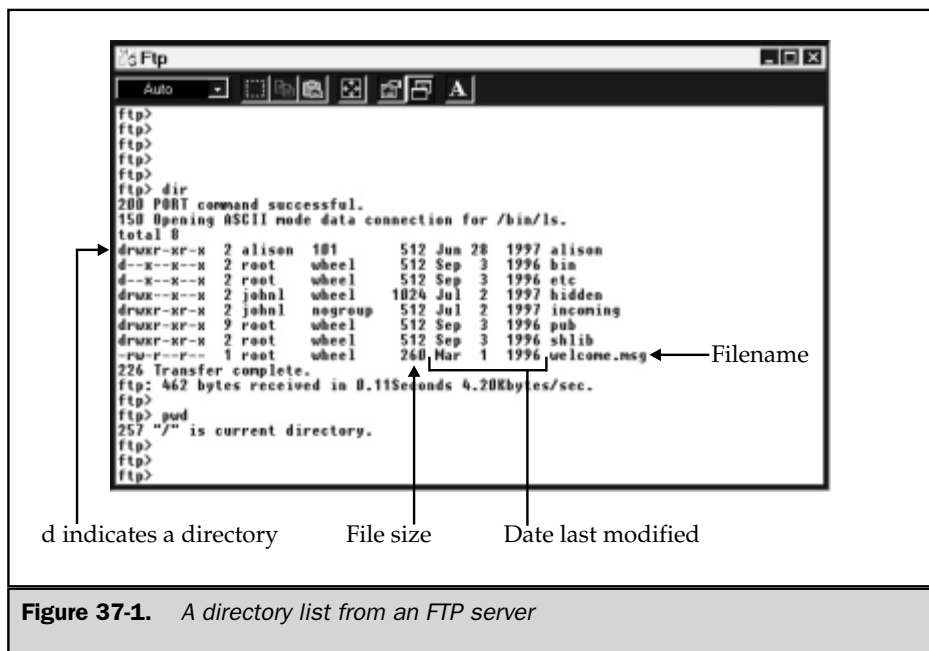 Ftp
Auto
A
ftp>
ftp>
ftp>
ftp>
ftp>
ftp> dir
200 PORT command successful.
150 Opening ASCII mode data connection for /bin/ls.
total 8
drwxr-xr-x 2 alison 101 512 Jun 28 1997 alison
d--x--x--x 2 root wheel 512 Sep 3 1996 bin
d--x--x--x 2 root wheel 512 Sep 3 1996 etc
drwx--x--x 2 johnl wheel 1024 Jul 2 1997 hidden
drwxr-xr-x 2 johnl nogroup 512 Jul 2 1997 incoming
drwxr-xr-x 9 root wheel 512 Sep 3 1996 pub
drwxr-xr-x 2 root wheel 512 Sep 3 1996 shlib
-rw-r--r-- 1 root wheel 260 Mar 1 1996 welcome.msg
Filename
226 Transfer complete.
ftp: 462 bytes received in 0.11Seconds 4.20Kbytes/sec.
ftp>
ftp> pwd
257 "/" is current directory.
ftp>
ftp>
ftp>
d indicates a directory File size Date last modified
Figure 37-1. A directory list from an FTP server